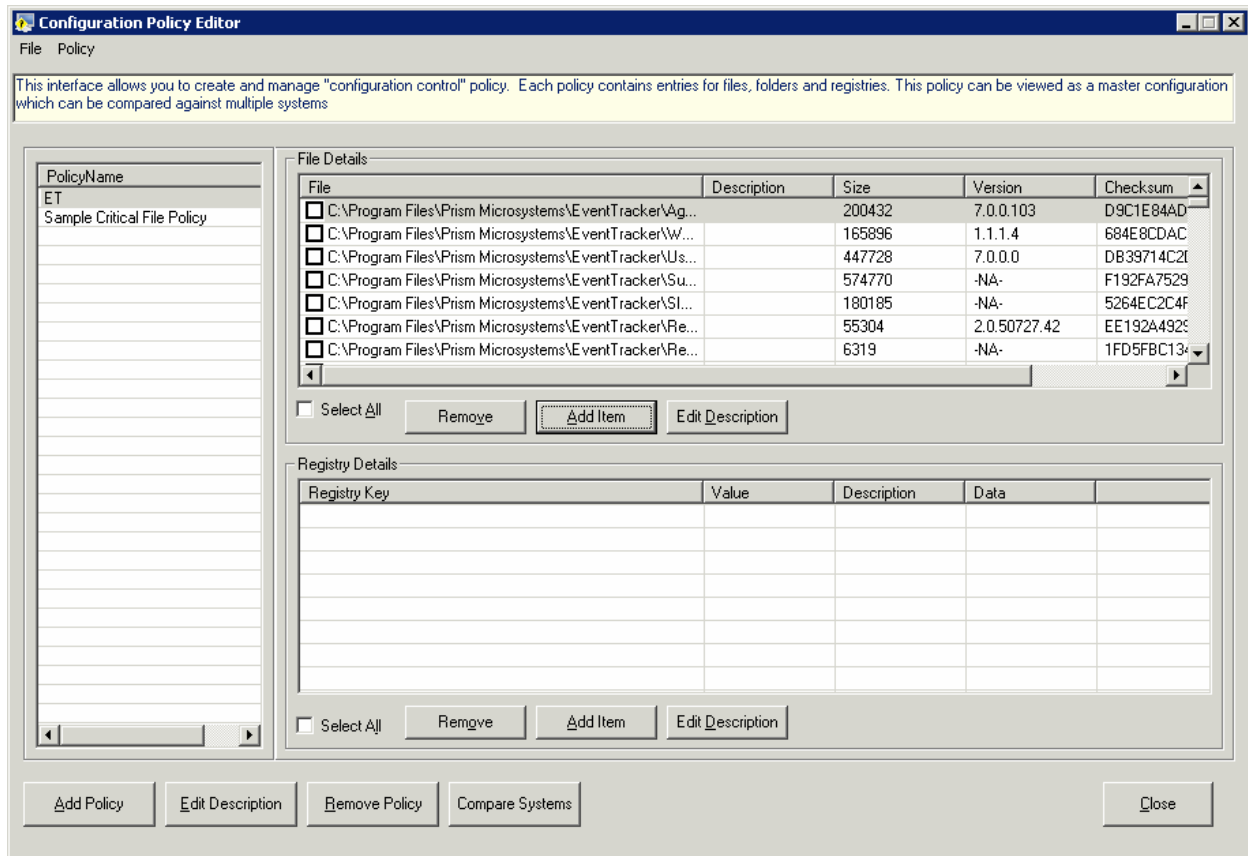 Configuration Policy Editor
File Policy
This interface allows you to create and manage "configuration control" policy. Each policy contains entries for files, folders and registries. This policy can be viewed as a master configuration
which can be compared against multiple systems
PolicyName
ET
Sample Critical File Policy
File Details
File Description Size Version Checksum
C:\Program Files\Prism Microsystems\EventTracker\Ag... 200432 7.0.0.103 D9C1E84AD
C:\Program Files\Prism Microsystems\EventTracker\W... 165896 1.1.1.4 684E8CDAC
C:\Program Files\Prism Microsystems\EventTracker\Us... 447728 7.0.0.0 DB39714C2
C:\Program Files\Prism Microsystems\EventTracker\Su... 574770 -NA- F192FA7529
C:\Program Files\Prism Microsystems\EventTracker\SI... 180185 -NA- 5264EC2C4F
C:\Program Files\Prism Microsystems\EventTracker\Re... 55304 2.0.50727.42 EE192A4929
C:\Program Files\Prism Microsystems\EventTracker\Re... 6319 -NA- 1FD5FBC134
Select All Remove Add Item Edit Description
Registry Details
Registry Key Value Description Data
Select All Remove Add Item Edit Description
Add Policy Edit Description Remove Policy Compare Systems Close